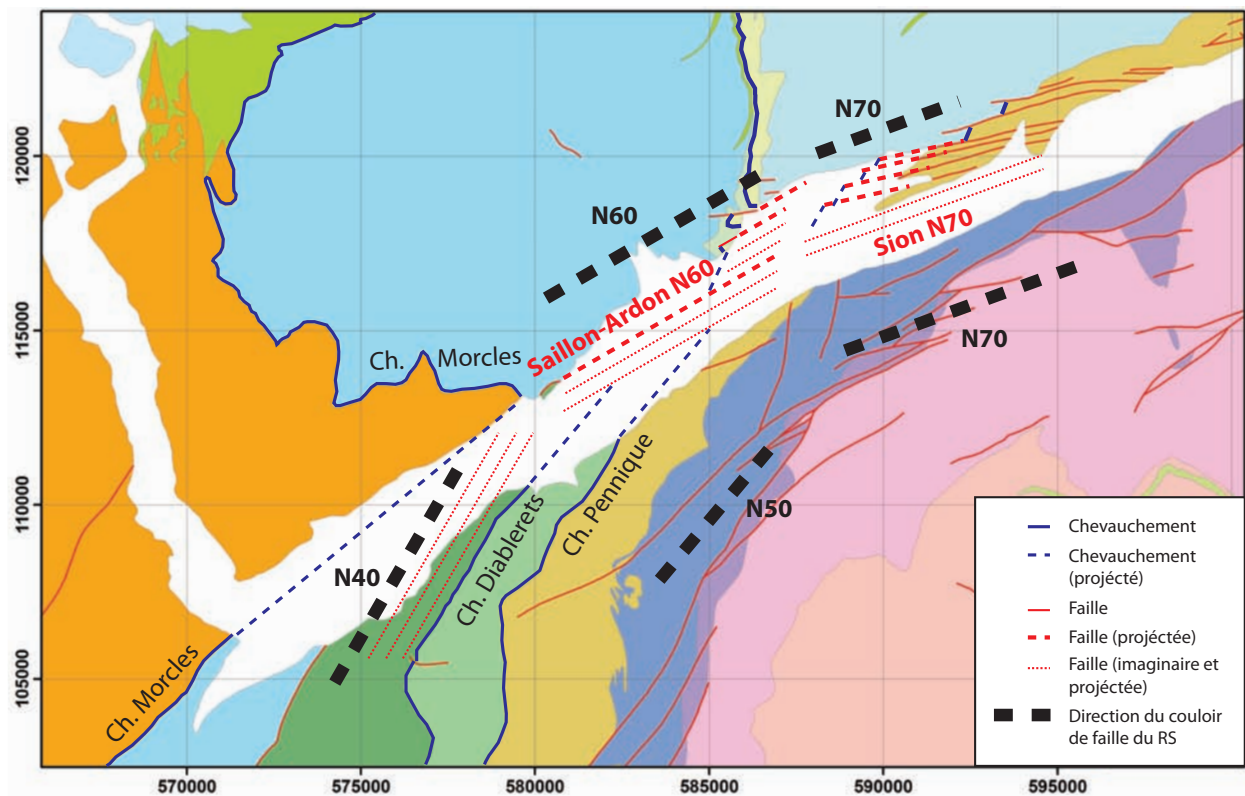 N70
N60
Sion N70
Saillon-Ardon N60
N70
Ch. Morcles
N50
N40
Ch. Pennique
Ch. Diablerets
Ch. Morcles
Chevauchement
Chevauchement
(projécté)
Faille
Faille (projéctée)
Faille (imaginaire et
projéctée)
Direction du couloir
de faille du RS
120000
115000
110000
105000
570000 575000 580000 585000 590000 595000